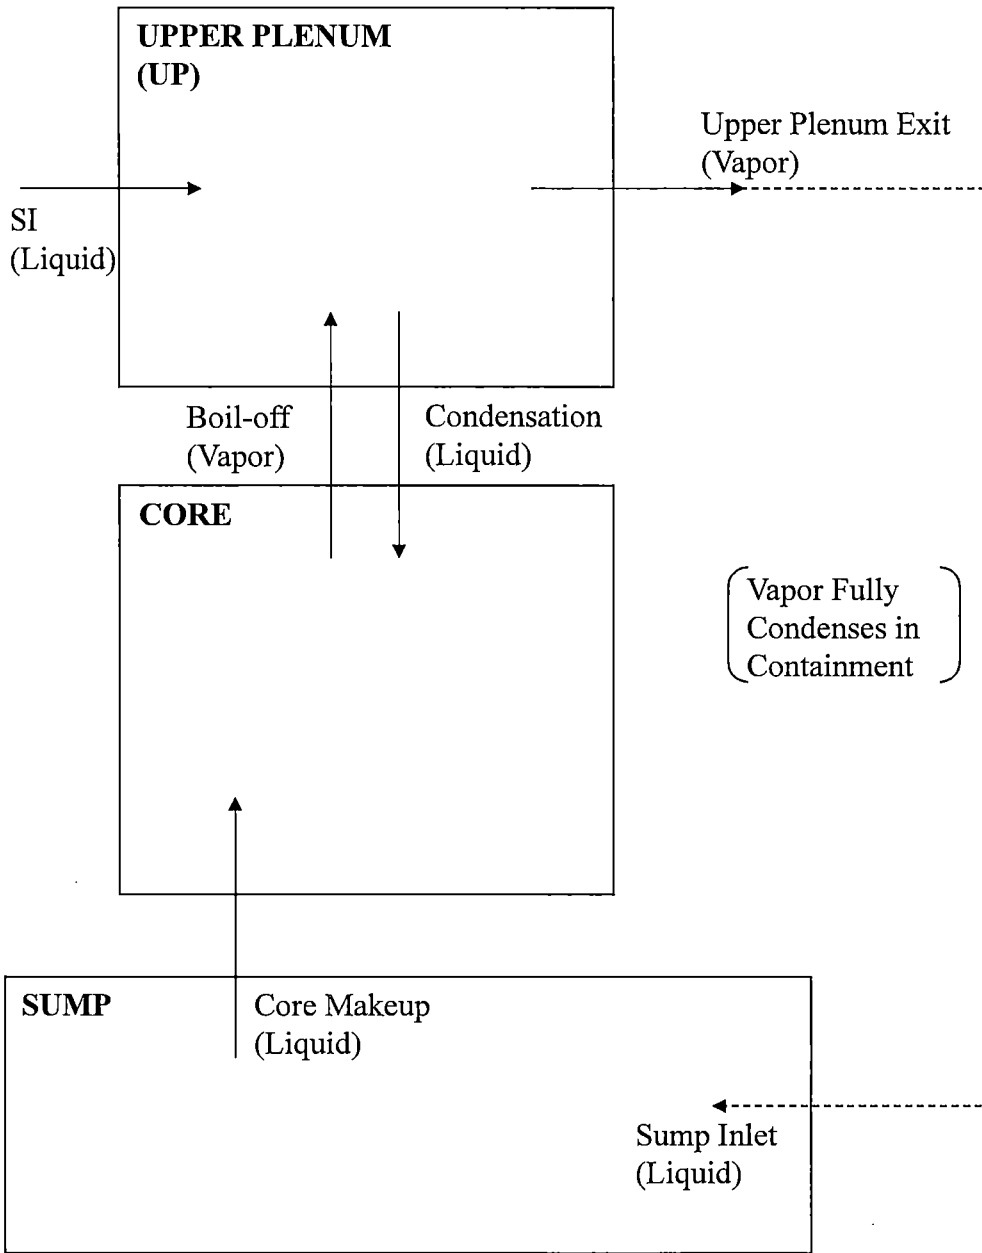 UPPER PLENUM
(UP)
Upper Plenum Exit
(Vapor)
SI
(Liquid)
Boil-off
(Vapor)
Condensation
(Liquid)
CORE
Vapor Fully
Condenses in
Containment
SUMP
Core Makeup
(Liquid)
Sump Inlet
(Liquid)